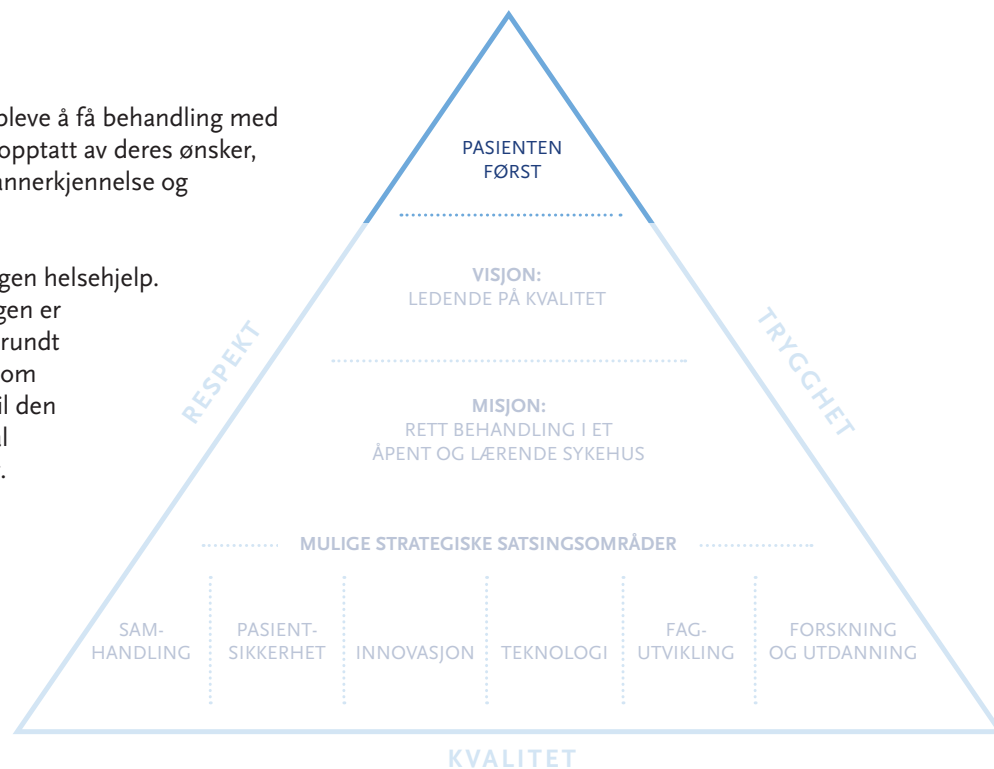 pleve å få behandling med
opptatt av deres ønsker,
annerkjennelse og
gen helsehjelp.
gen er
rundt
om
il den
al
.
PASIENTEN
FØRST
VISJON:
LEDENDE PÅ KVALITET
MISJON:
RETT BEHANDLING I ET
ÅPENT OG LÆRENDE SYKEHUS
RESPEKT
TRYGGHET
MULIGE STRATEGISKE SATSINGSOMRÅDER
SAM-
HANDLING
PASIENT-
SIKKERHET
INNOVASJON
TEKNOLOGI
FAG-
UTVIKLING
FORSKNING
OG UTDANNING
KVALITET